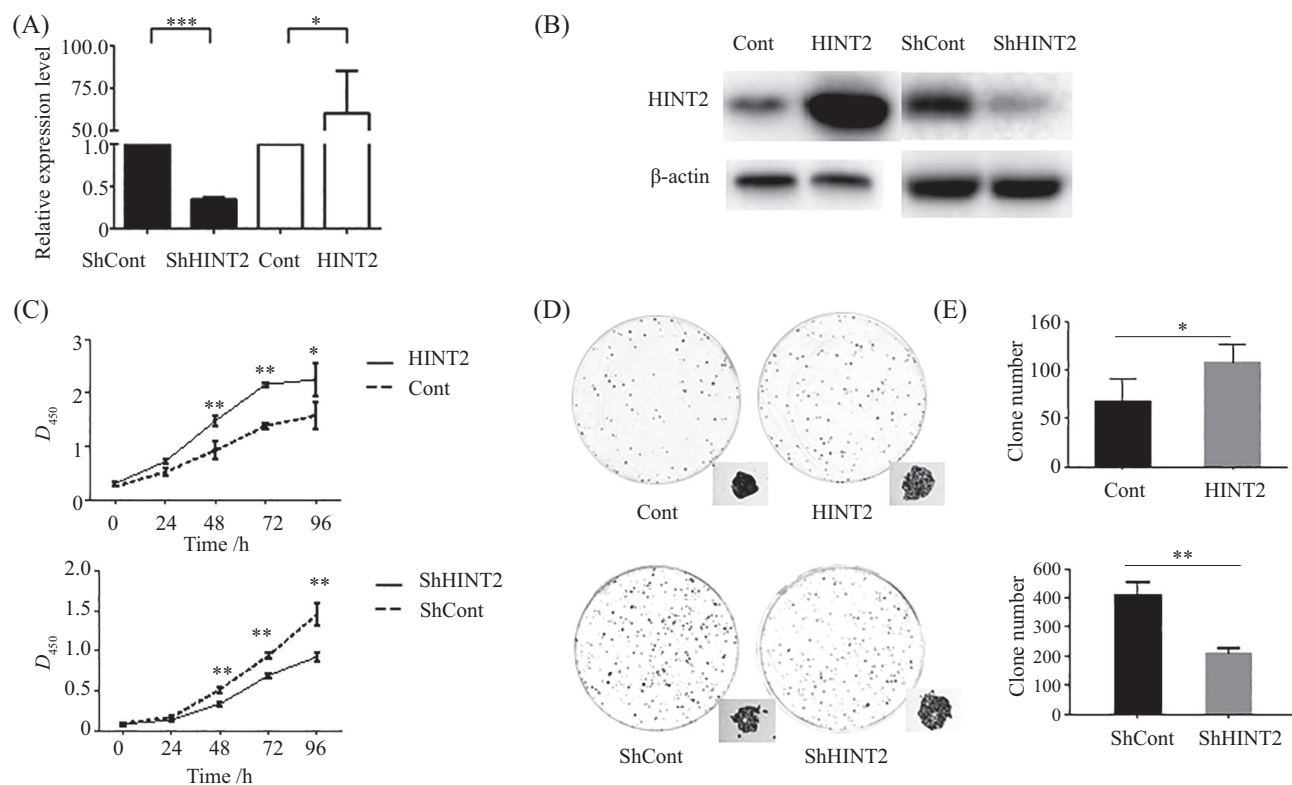 (A)
*** *
100.0
75.0
50.0
1.0
0.5
0
Relative expression level
ShCont ShHINT2 Cont HINT2
(B)
Cont HINT2 ShCont ShHINT2
HINT2
β-actin
(C)
3
2
1
0
D450
HINT2
Cont
** ** *
0 24 48 72 96
Time /h
2.0
1.5
1.0
0.5
0
D450
ShHINT2
ShCont
** ** **
0 24 48 72 96
Time /h
(D)
Cont HINT2
ShCont ShHINT2
(E)
160
100
50
0
Clone number
*
Cont HINT2
600
400
300
200
100
0
Clone number
**
ShCont ShHINT2